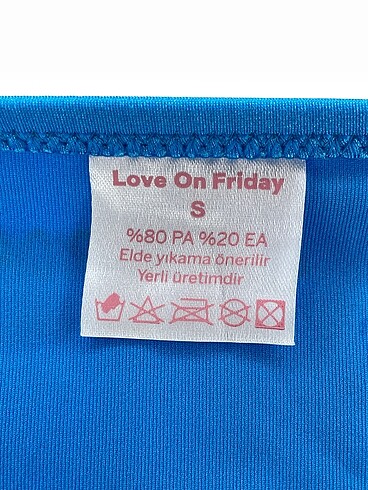 Love On Friday
S
%80 PA %20 EA
Elde yıkama önerilir
Yerli üretimdir